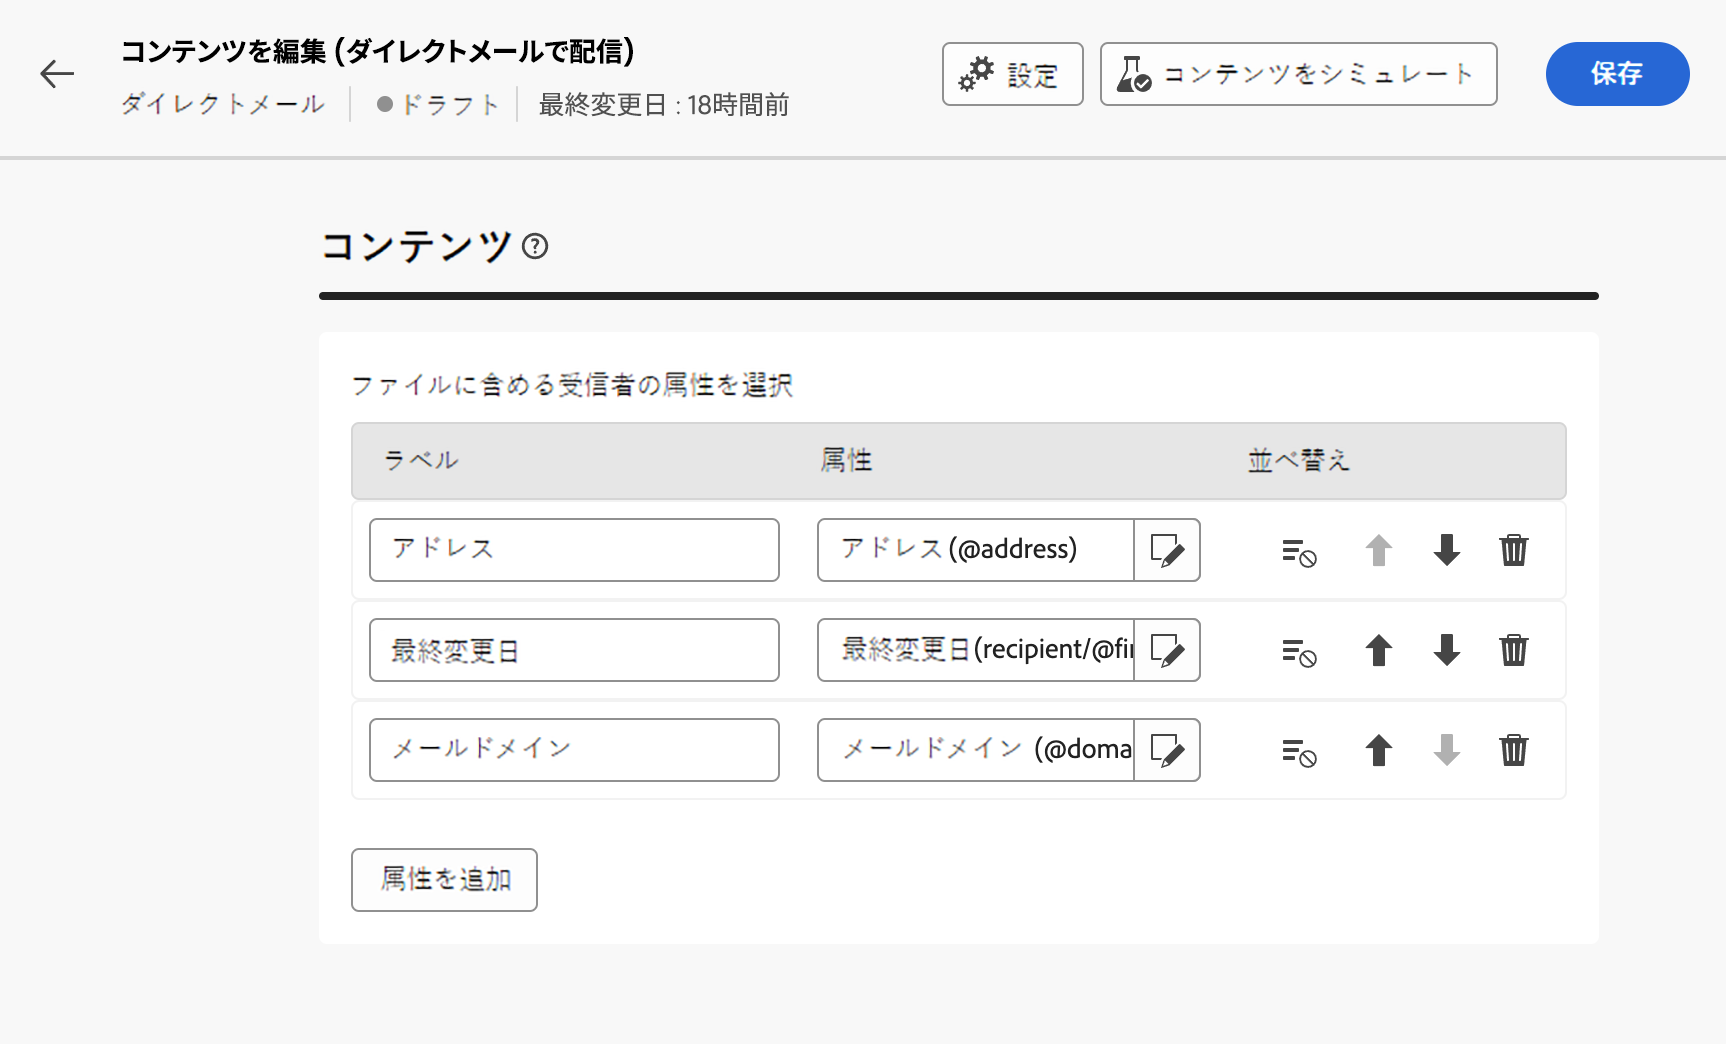 コンテンツを編集 (ダイレクトメールで配信)
ダイレクトメール ドラフト 最終変更日 : 18時間前
設定 コンテンツをシミュレート 保存
コンテンツ
ファイルに含める受信者の属性を選択
ラベル 属性 並べ替え
アドレス アドレス(@address)
最終変更日 最終変更日(recipient/@fi
メールドメイン メールドメイン (@doma
属性を追加